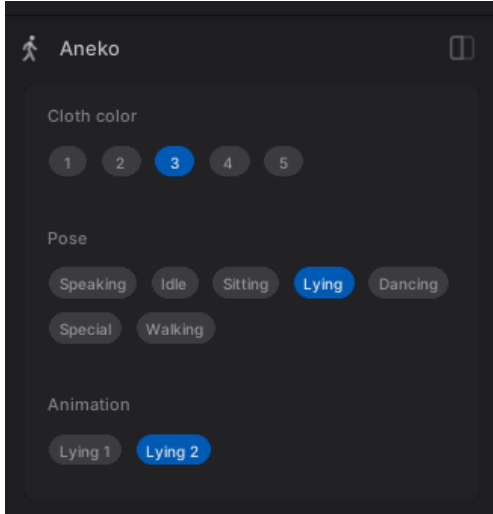 Aneko
Cloth color
1 2 3 4 5
Pose
Speaking Idle Sitting Lying Dancing
Special Walking
Animation
Lying 1 Lying 2